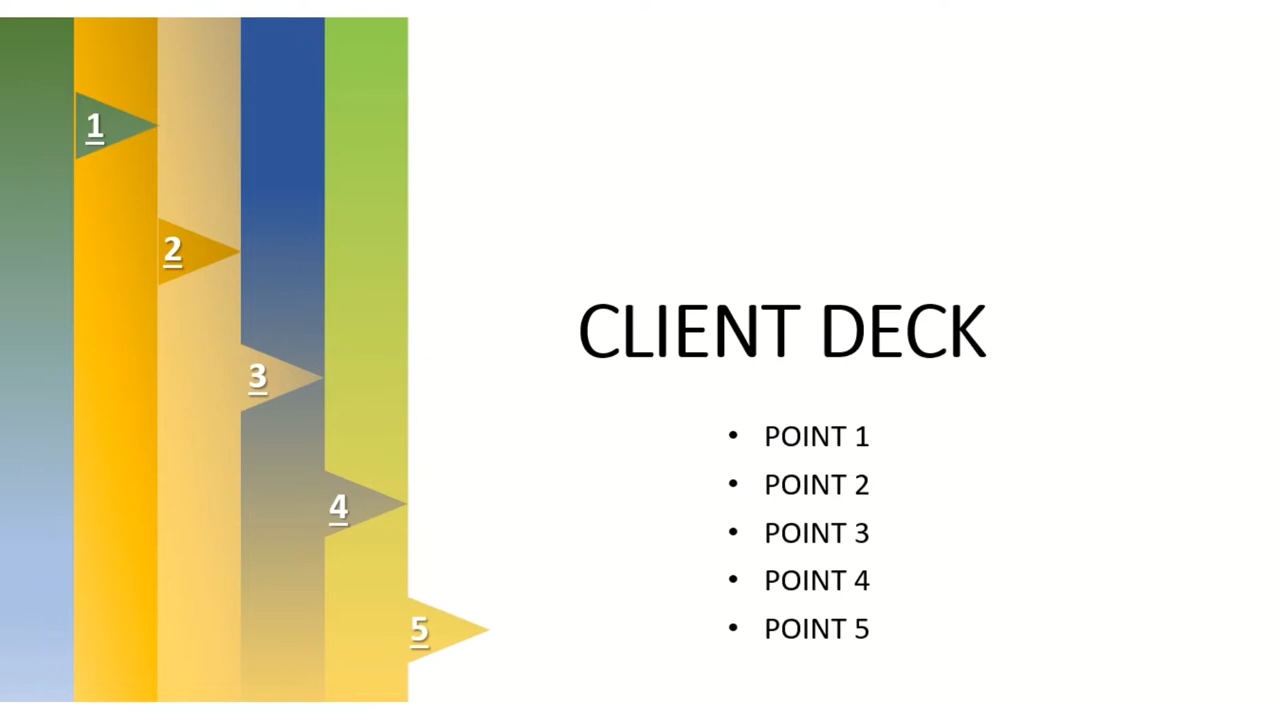 1
2
3
4
5
CLIENT DECK
• POINT 1
• POINT 2
• POINT 3
• POINT 4
• POINT 5